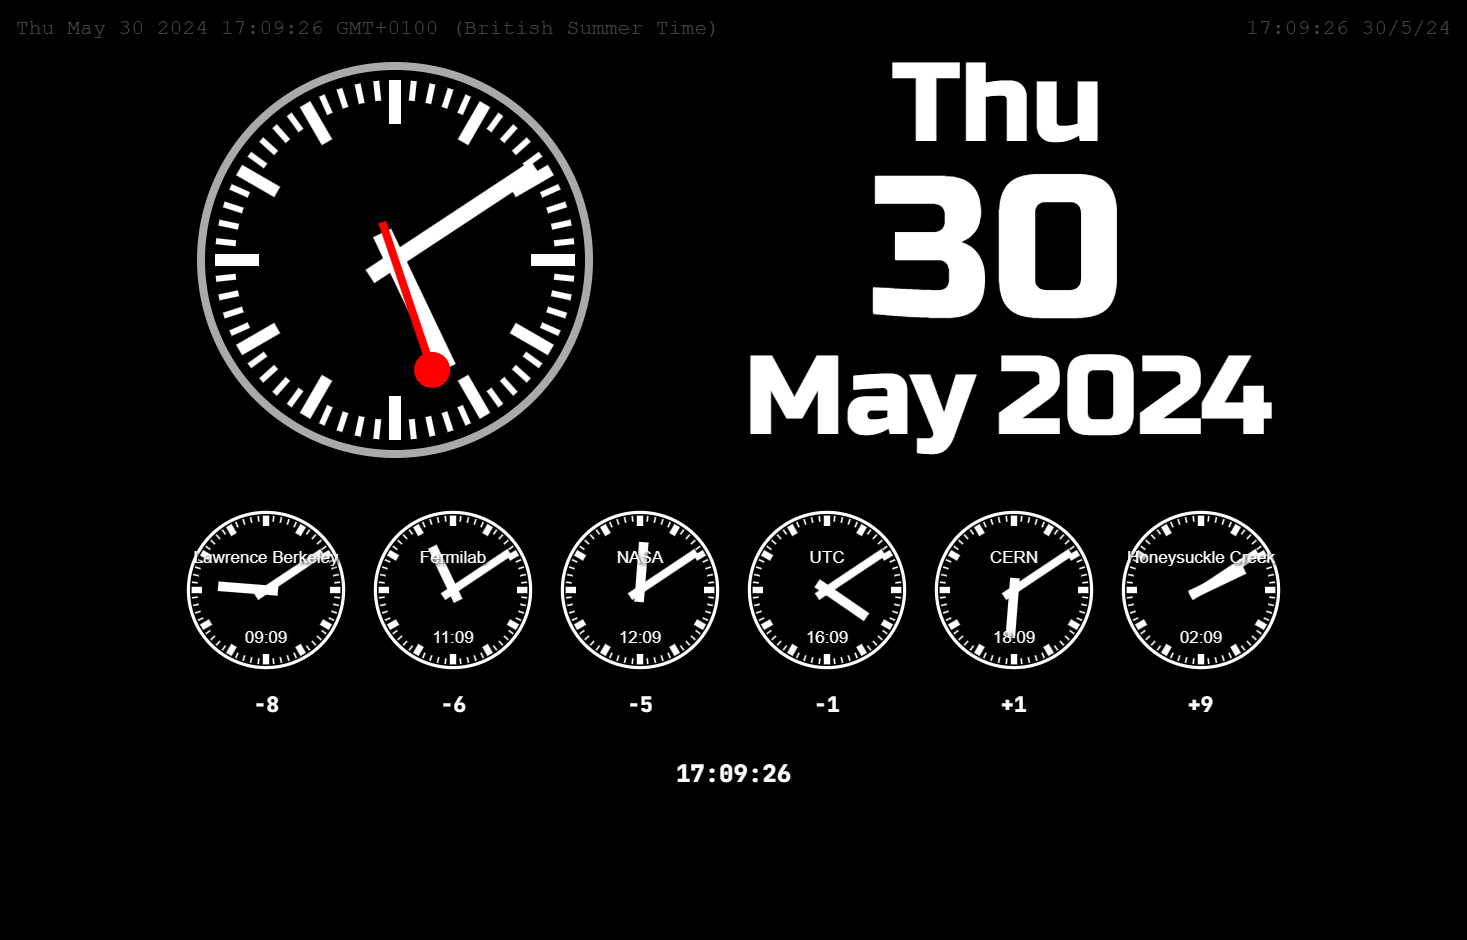 Thu May 30 2024 17:09:26 GMT+0100 (British Summer Time)
17:09:26 30/5/24
Thu
30
May 2024
Lawrence Berkeley
09:09
-8
Fermilab
11:09
-6
NASA
12:09
-5
UTC
16:09
-1
CERN
18:09
+1
Honeysuckle Creek
02:09
+9
17:09:26